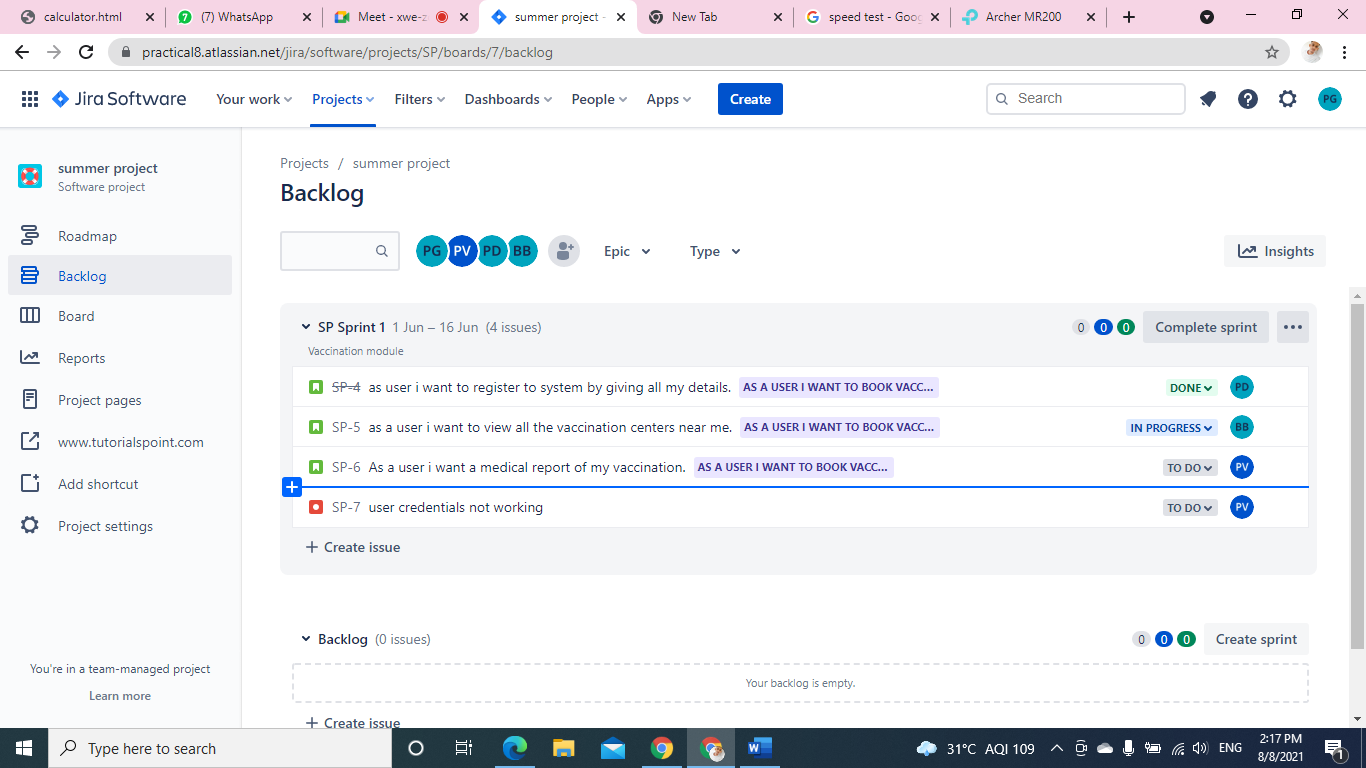 calculator.html
(7) WhatsApp
Meet - xwe-z
summer project -
New Tab
speed test - Goog
Archer MR200
practical8.atlassian.net/jira/software/projects/SP/boards/7/backlog
Jira Software
Your work
Projects
Filters
Dashboards
People
Apps
Create
Search
PG
summer project
Software project
Roadmap
Backlog
Board
Reports
Project pages
www.tutorialspoint.com
Add shortcut
Project settings
You're in a team-managed project
Learn more
Projects / summer project
Backlog
PG PV PD BB
Epic
Type
Insights
SP Sprint 1 1 Jun – 16 Jun (4 issues)
0 0 0
Complete sprint
Vaccination module
SP-4 as user i want to register to system by giving all my details. AS A USER I WANT TO BOOK VACC... DONE PD
SP-5 as a user i want to view all the vaccination centers near me. AS A USER I WANT TO BOOK VACC... IN PROGRESS BB
SP-6 As a user i want a medical report of my vaccination. AS A USER I WANT TO BOOK VACC... TO DO PV
SP-7 user credentials not working TO DO PV
+ Create issue
Backlog (0 issues)
0 0 0
Create sprint
Your backlog is empty.
+ Create issue
Type here to search
31°C AQI 109
ENG
2:17 PM
8/8/2021
1